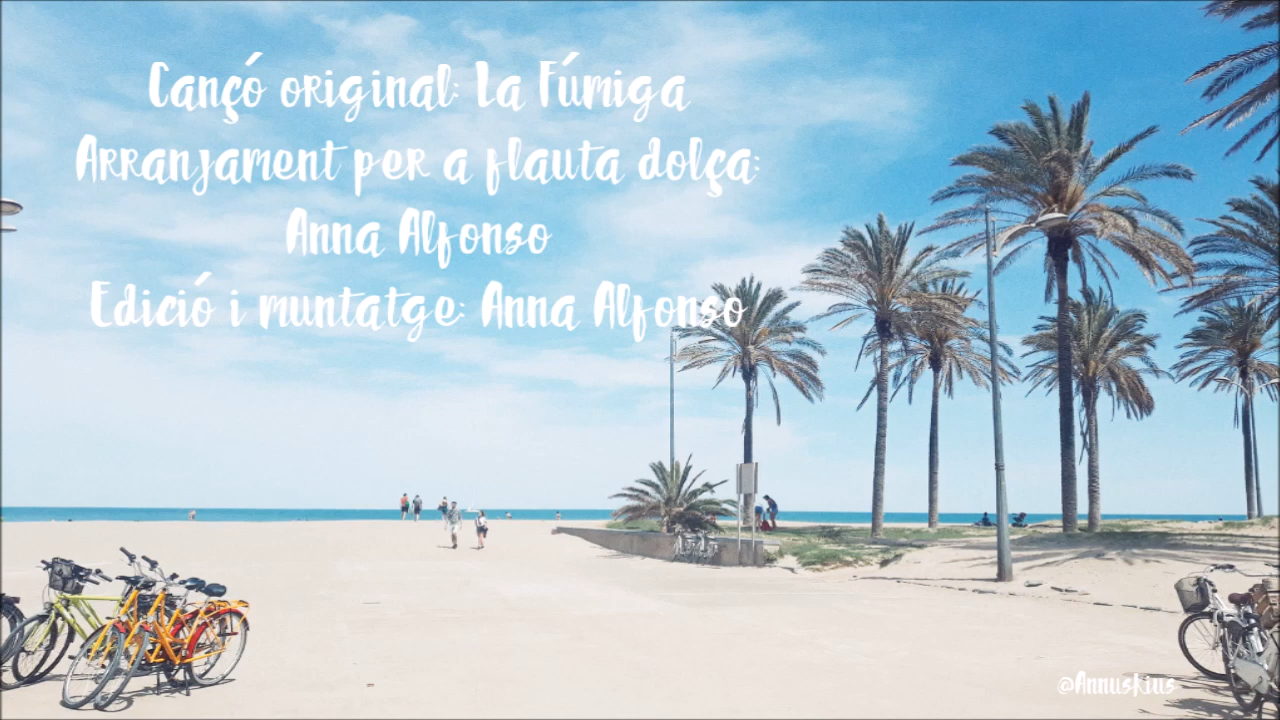 Cançó original: La Fúmiga
Arranjament per a flauta dolça:
Anna Alfonso
Edició i muntatge: Anna Alfonso
@Annuskius